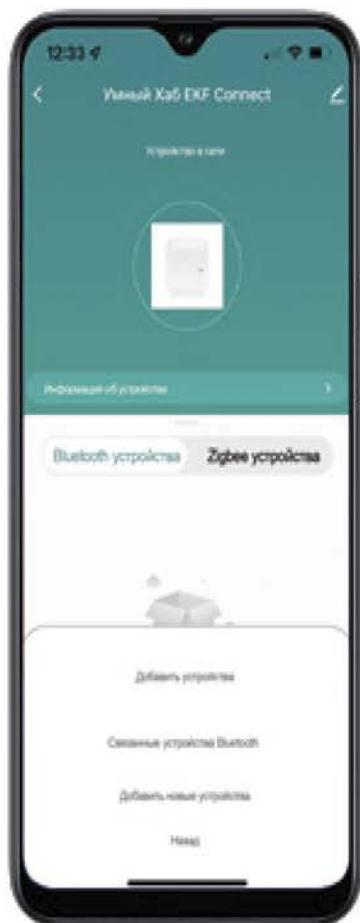 12:33
Умный Хаб EKF Connect
Устройство в сети
Информация об устройстве
Bluetooth устройства Zigbee устройства
Добавить устройства
Связанные устройства Bluetooth
Добавить новые устройства
Назад